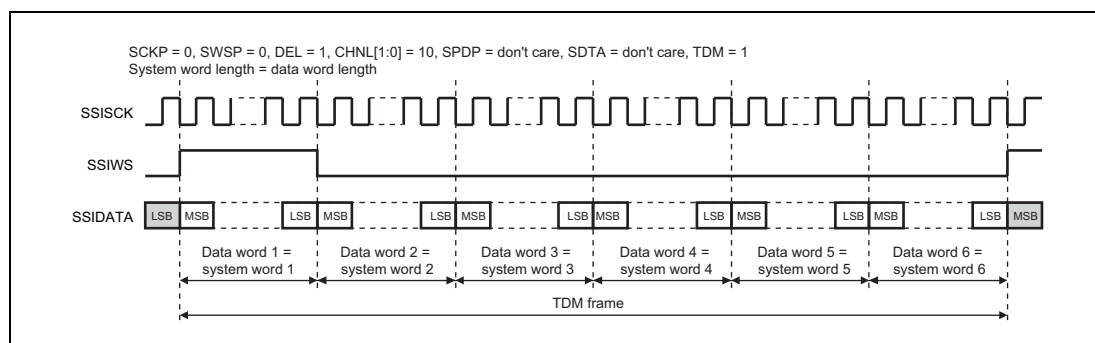 SCKP = 0, SWSP = 0, DEL = 1, CHNL[1:0] = 10, SPDP = don't care, SDTA = don't care, TDM = 1
System word length = data word length
SSISCK
SSIWS
SSIDATA
LSB MSB LSB MSB LSB MSB LSB MSB LSB MSB LSB MSB LSB MSB
Data word 1 = Data word 2 = Data word 3 = Data word 4 = Data word 5 = Data word 6 =
system word 1 system word 2 system word 3 system word 4 system word 5 system word 6
TDM frame